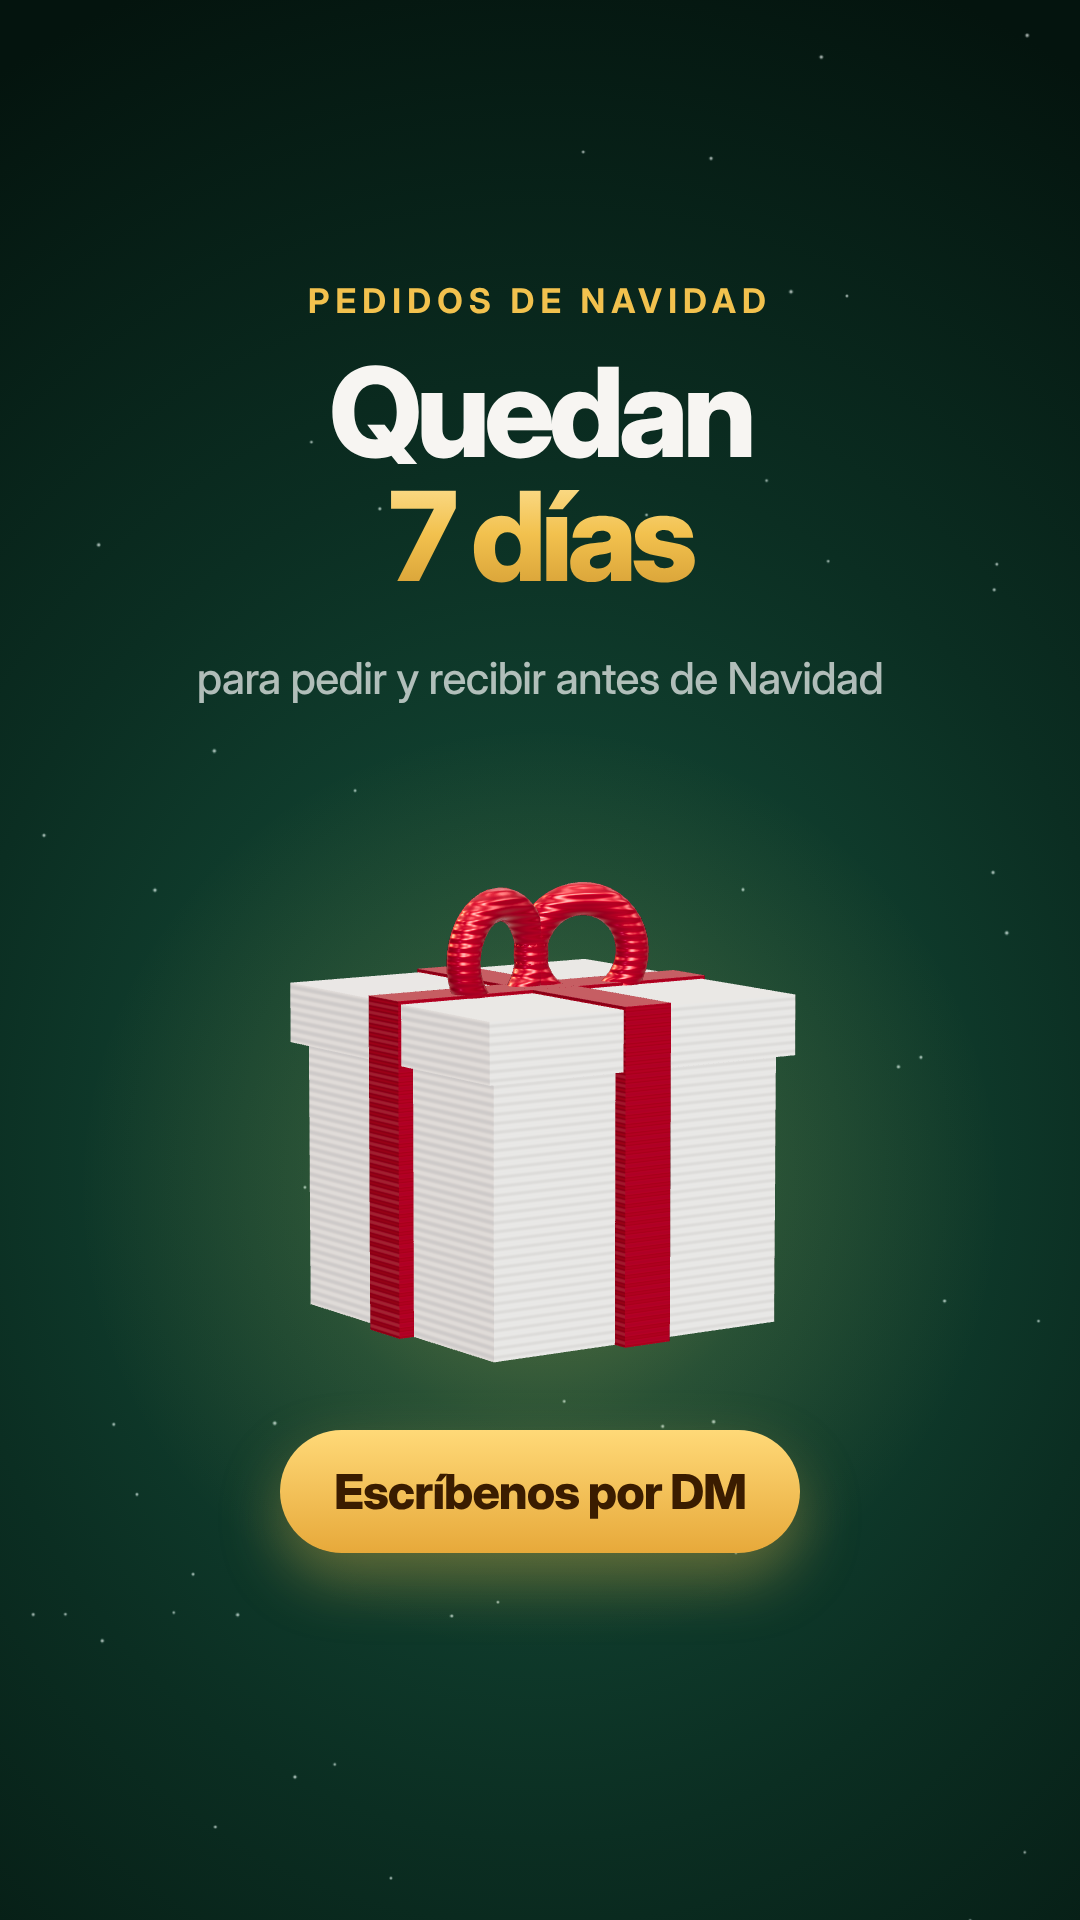 PEDIDOS DE NAVIDAD
Quedan
7 días
para pedir y recibir antes de Navidad
Escríbenos por DM